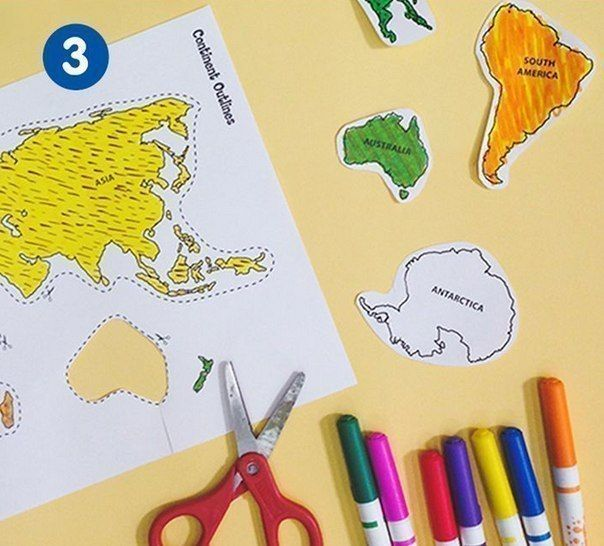 3
Continent Outlines
SOUTH
AMERICA
AUSTRALIA
ASIA
ANTARCTICA